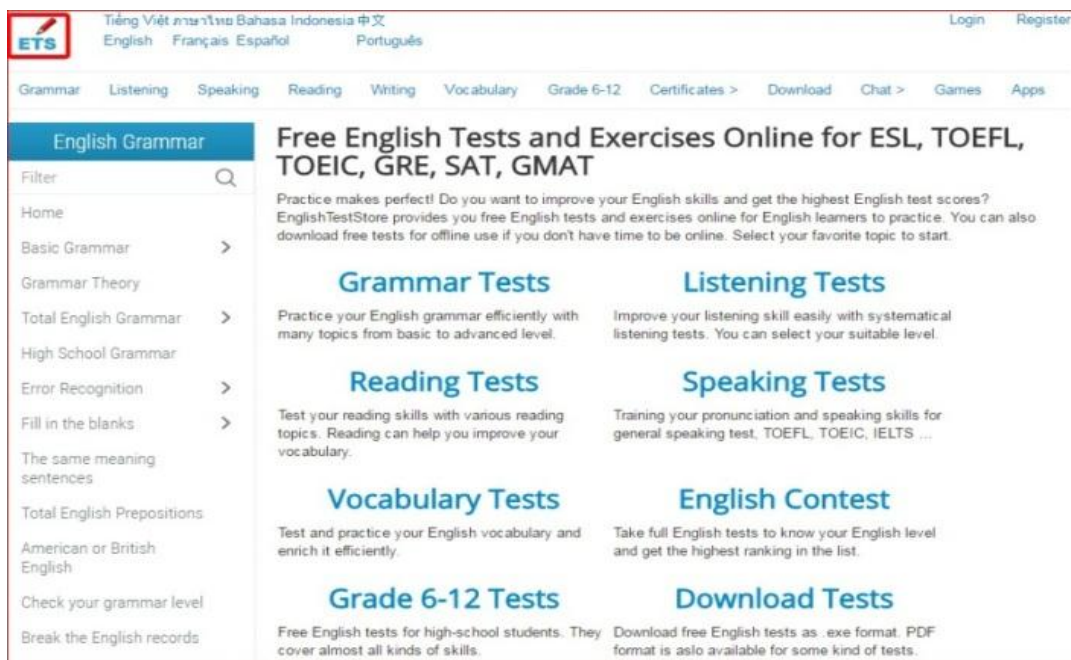 ETS
Tiếng Việt ภาษาไทย Bahasa Indonesia 中文
English Français Español Português
Login Register
Grammar Listening Speaking Reading Writing Vocabulary Grade 6-12 Certificates > Download Chat > Games Apps
English Grammar
Filter
Home
Basic Grammar >
Grammar Theory
Total English Grammar >
High School Grammar
Error Recognition >
Fill in the blanks >
The same meaning
sentences
Total English Prepositions
American or British
English
Check your grammar level
Break the English records
Free English Tests and Exercises Online for ESL, TOEFL,
TOEIC, GRE, SAT, GMAT
Practice makes perfect! Do you want to improve your English skills and get the highest English test scores?
EnglishTestStore provides you free English tests and exercises online for English learners to practice. You can also
download free tests for offline use if you don't have time to be online. Select your favorite topic to start.
Grammar Tests
Practice your English grammar efficiently with
many topics from basic to advanced level.
Listening Tests
Improve your listening skill easily with systematical
listening tests. You can select your suitable level.
Reading Tests
Test your reading skills with various reading
topics. Reading can help you improve your
vocabulary.
Speaking Tests
Training your pronunciation and speaking skills for
general speaking test, TOEFL, TOEIC, IELTS ...
Vocabulary Tests
Test and practice your English vocabulary and
enrich it efficiently.
English Contest
Take full English tests to know your English level
and get the highest ranking in the list.
Grade 6-12 Tests
Free English tests for high-school students. They
cover almost all kinds of skills.
Download Tests
Download free English tests as .exe format. PDF
format is aslo available for some kind of tests.